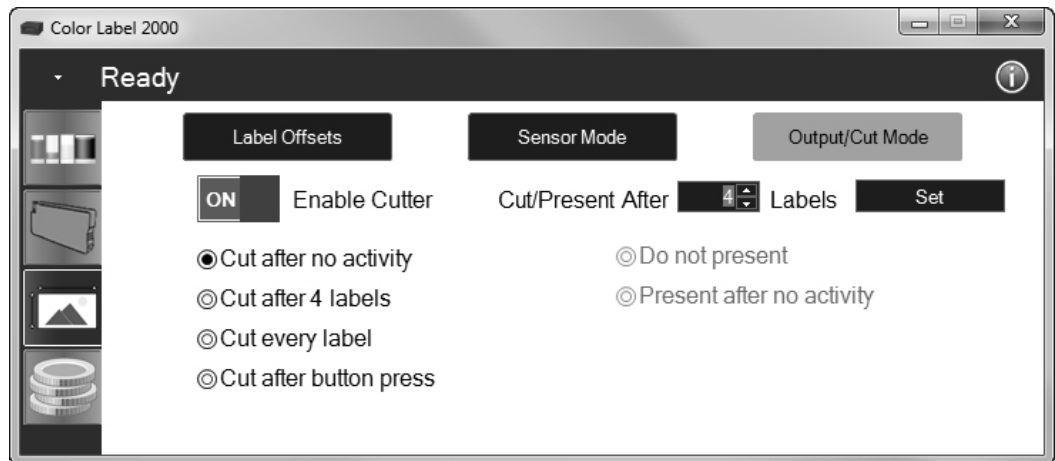 Color Label 2000
Ready
Label Offsets Sensor Mode Output/Cut Mode
ON Enable Cutter Cut/Present After 4 Labels Set
Cut after no activity Do not present
Cut after 4 labels Present after no activity
Cut every label
Cut after button press